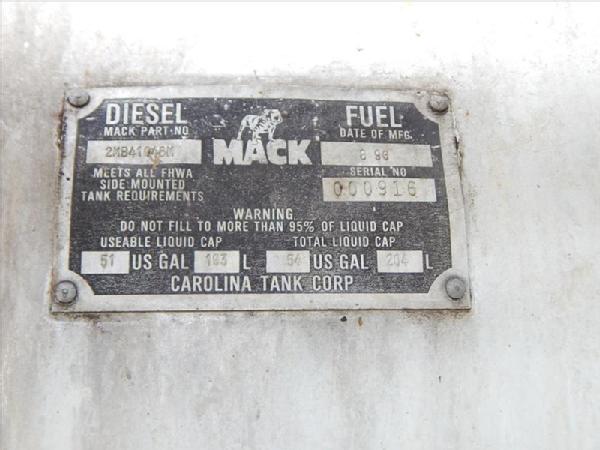 DIESEL FUEL
MACK PART NO DATE OF MFG.
MACK
MEETS ALL FHWA
SIDE MOUNTED
TANK REQUIREMENTS
SERIAL NO
000916
WARNING
DO NOT FILL TO MORE THAN 95% OF LIQUID CAP
USEABLE LIQUID CAP TOTAL LIQUID CAP
51 US GAL 193 L 54 US GAL 204 L
CAROLINA TANK CORP